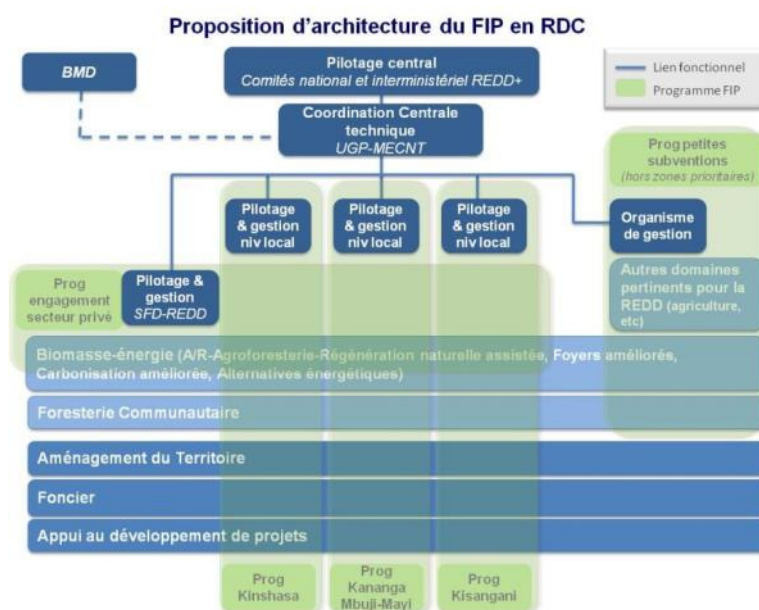 Proposition d’architecture du FIP en RDC
BMD
Pilotage central
Comités national et interministériel REDD+
Lien fonctionnel
Programme FIP
Coordination Centrale
technique
UGP-MECNT
Prog petites
subventions
(hors zones prioritaires)
Pilotage
& gestion
niv local
Pilotage
& gestion
niv local
Pilotage
& gestion
niv local
Organisme
de gestion
Prog
engagement
secteur privé
Pilotage &
gestion
SFD-REDD
Autres domaines
pertinents pour la
REDD (agriculture,
etc)
Biomasse-énergie (A/R-Agroforesterie-Régénération naturelle assistée, Foyers améliorés,
Carbonisation améliorée, Alternatives énergétiques)
Foresterie Communautaire
Aménagement du Territoire
Foncier
Appui au développement de projets
Prog
Kinshasa
Prog
Kananga
Mbuji-Mayi
Prog
Kisangani